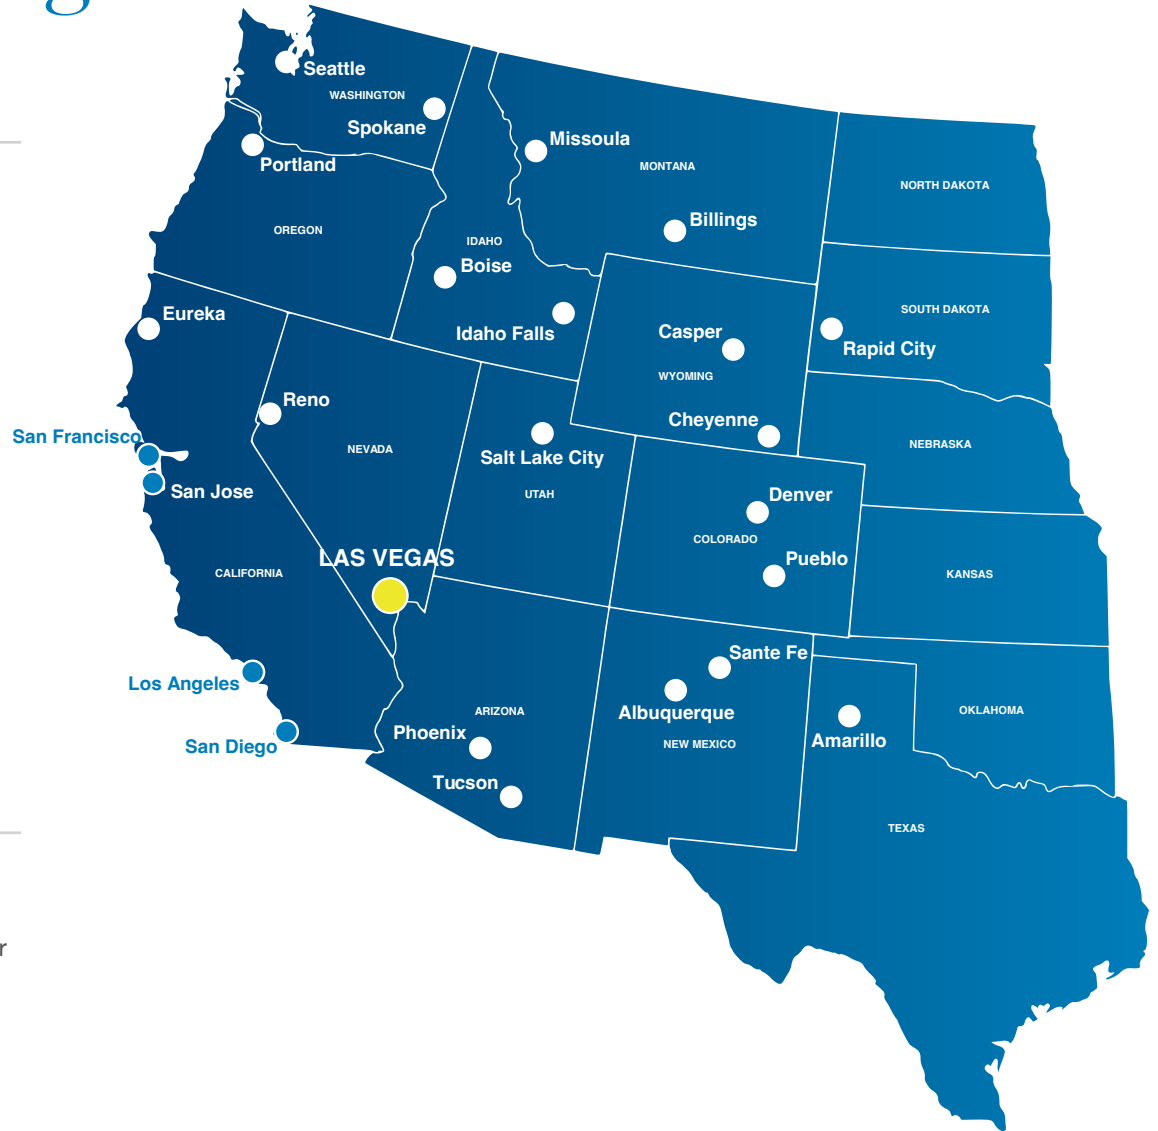 g
Seattle
WASHINGTON
Spokane
Missoula
Portland
MONTANA
NORTH DAKOTA
Billings
OREGON
IDAHO
Boise
Eureka
Idaho Falls
Casper
SOUTH DAKOTA
Rapid City
WYOMING
Reno
Cheyenne
San Francisco
NEVADA
Salt Lake City
NEBRASKA
San Jose
UTAH
Denver
COLORADO
LAS VEGAS
Pueblo
CALIFORNIA
KANSAS
Sante Fe
Los Angeles
Albuquerque
ARIZONA
OKLAHOMA
Phoenix
San Diego
NEW MEXICO
Amarillo
Tucson
TEXAS
r